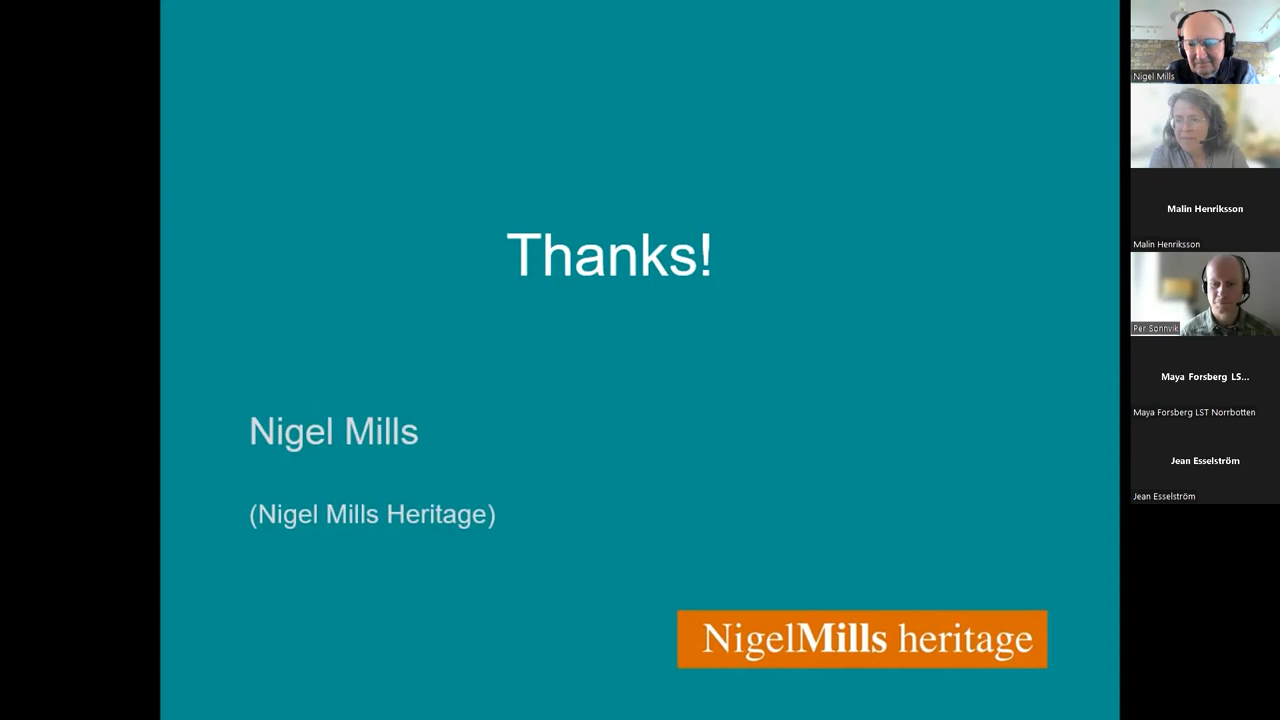 Thanks!
Nigel Mills
(Nigel Mills Heritage)
NigelMills heritage
Nigel Mills
Malin Henriksson
Malin Henriksson
Per Sonnvik
Maya Forsberg LS...
Maya Forsberg LST Norrbotten
Jean Esselström
Jean Esselström